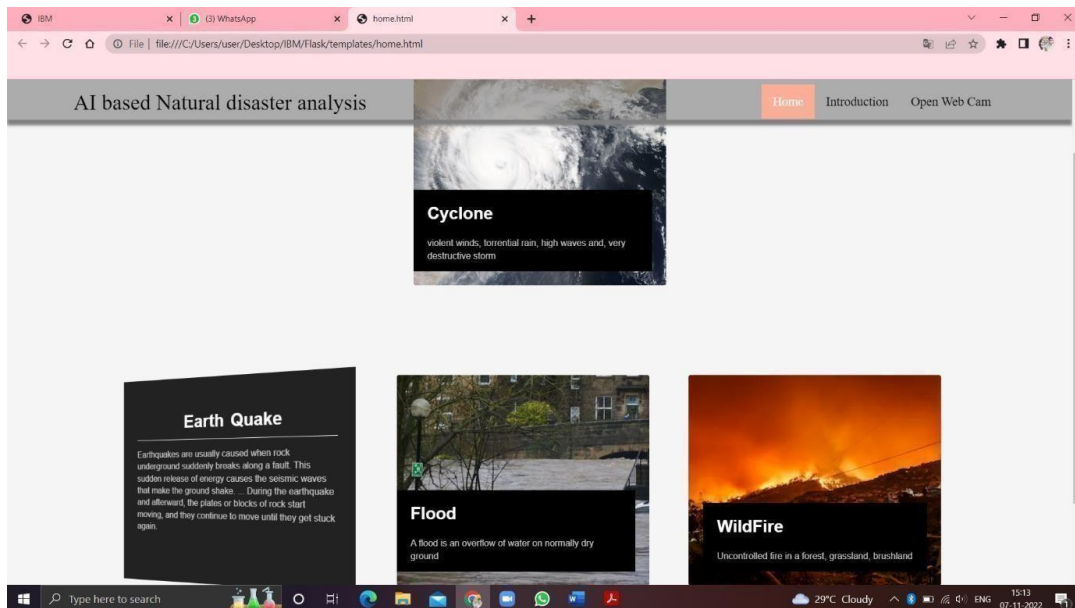 IBM
(3) WhatsApp
home.html
File | file:///C:/Users/user/Desktop/IBM/Flask/templates/home.html
AI based Natural disaster analysis
Home
Introduction
Open Web Cam
Cyclone
violent winds, torrential rain, high waves and, very
destructive storm
Earth Quake
Earthquakes are usually caused when rock
underground suddenly breaks along a fault. This
sudden release of energy causes the seismic waves
that make the ground shake. ... During the earthquake
and afterward, the plates or blocks of rock start
moving, and they continue to move until they get stuck
again.
Flood
A flood is an overflow of water on normally dry
ground
WildFire
Uncontrolled fire in a forest, grassland, brushland
Type here to search
29°C Cloudy
ENG
15:13
07-11-2022